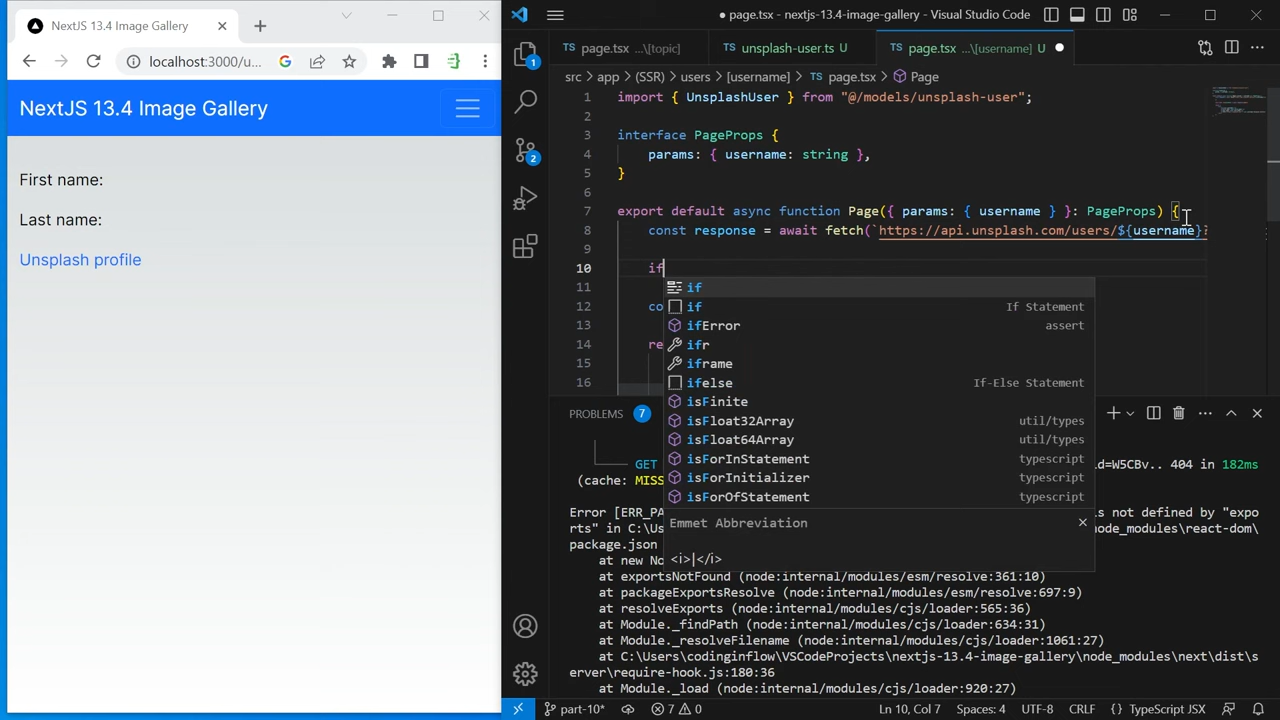 NextJS 13.4 Image Gallery
localhost:3000/u...
NextJS 13.4 Image Gallery
First name:
Last name:
Unsplash profile
page.tsx - nextjs-13.4-image-gallery - Visual Studio Code
TS page.tsx ...\[topic]
TS unsplash-user.ts U
TS page.tsx ...\[username] U
src > app > (SSR) > users > [username] > TS page.tsx > Page
1 import { UnsplashUser } from "@/models/unsplash-user";
2
3 interface PageProps {
4 params: { username: string },
5 }
6
7 export default async function Page({ params: { username } }: PageProps) {
8 const response = await fetch(`https://api.unsplash.com/users/${username}?
9
10 if
11
12 co
13
14 re
15
16
if
if If Statement
ifError assert
ifr
iframe
ifelse If-Else Statement
isFinite
isFloat32Array util/types
isFloat64Array util/types
isForInStatement typescript
isForInitializer typescript
isForOfStatement typescript
Emmet Abbreviation
<i>|</i>
PROBLEMS 7
GET
id=W5CBv.. 404 in 182ms
(cache: MISS
Error [ERR_PA
is not defined by "expo
rts" in C:\Us
node_modules\react-dom\
package.json
at new No
at exportsNotFound (node:internal/modules/esm/resolve:361:10)
at packageExportsResolve (node:internal/modules/esm/resolve:697:9)
at resolveExports (node:internal/modules/cjs/loader:565:36)
at Module._findPath (node:internal/modules/cjs/loader:634:31)
at Module._resolveFilename (node:internal/modules/cjs/loader:1061:27)
at C:\Users\codinginflow\VSCodeProjects\nextjs-13.4-image-gallery\node_modules\next\dist\s
erver\require-hook.js:180:36
at Module._load (node:internal/modules/cjs/loader:920:27)
part-10* 7 0 Ln 10, Col 7 Spaces: 4 UTF-8 CRLF TypeScript JSX
1
2